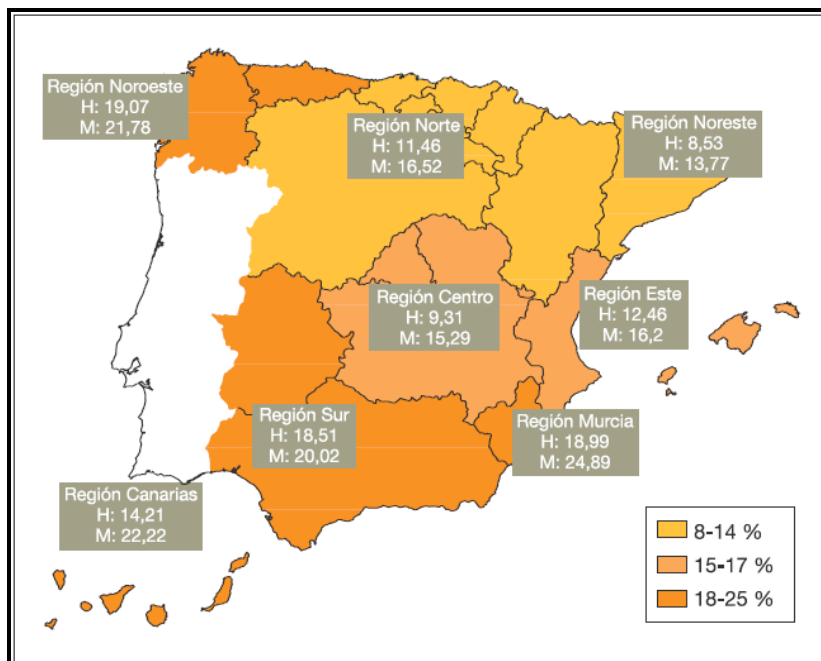 Región Noroeste
H: 19,07
M: 21,78
Región Norte
H: 11,46
M: 16,52
Región Noreste
H: 8,53
M: 13,77
Región Centro
H: 9,31
M: 15,29
Región Este
H: 12,46
M: 16,2
Región Sur
H: 18,51
M: 20,02
Región Murcia
H: 18,99
M: 24,89
Región Canarias
H: 14,21
M: 22,22
8-14 %
15-17 %
18-25 %